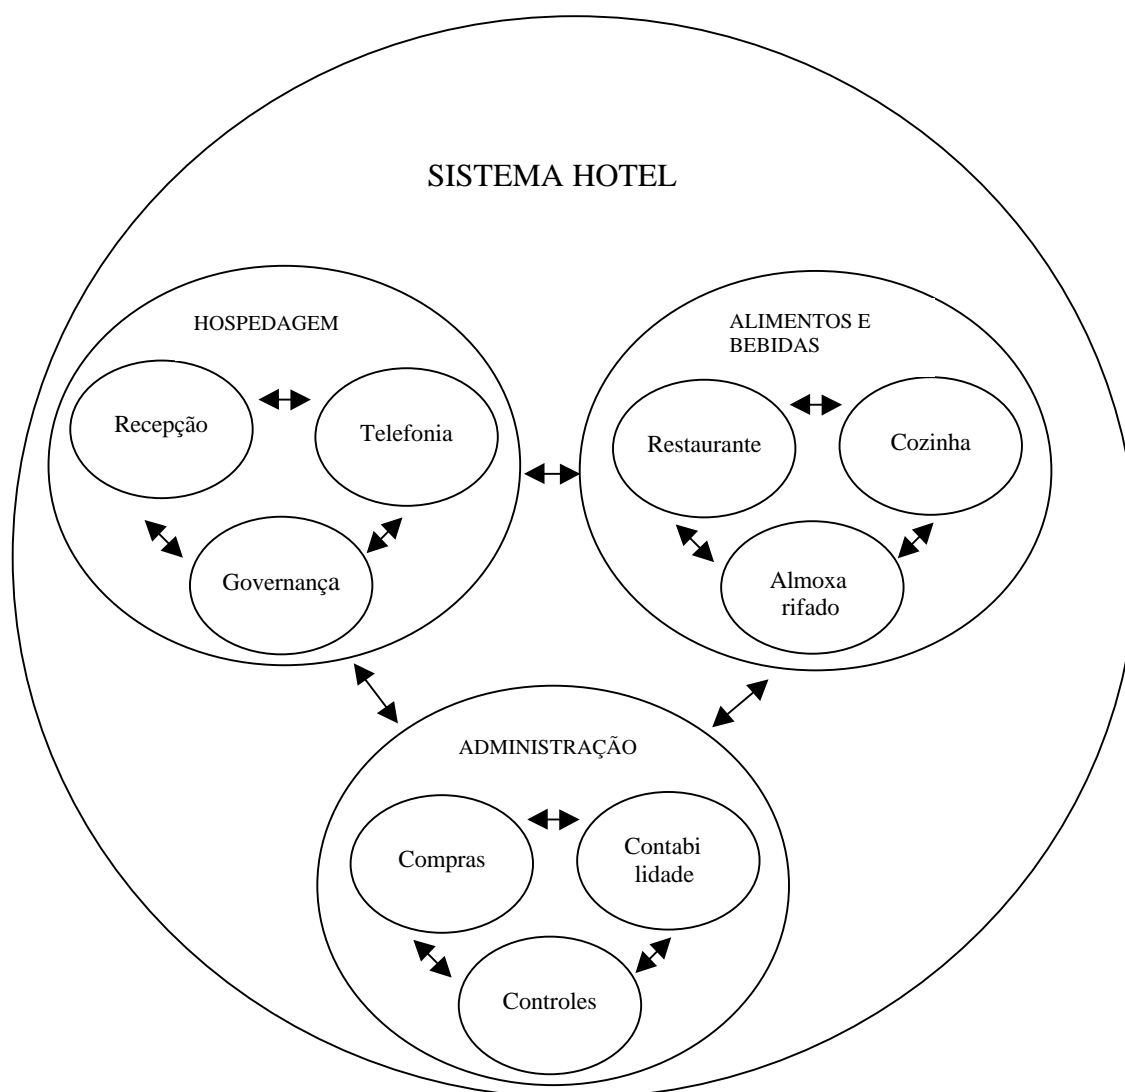 SISTEMA HOTEL
HOSPEDAGEM
Recepção
Telefonia
Governança
ALIMENTOS E
BEBIDAS
Restaurante
Cozinha
Almoxa
rifado
ADMINISTRAÇÃO
Compras
Contabi
lidade
Controles